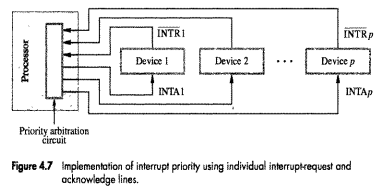 INTR1
INTRp
Processor
Device 1
Device 2
...
Device p
INTA1
INTAp
Priority arbitration
circuit
Figure 4.7 Implementation of interrupt priority using individual interrupt-request and
acknowledge lines.